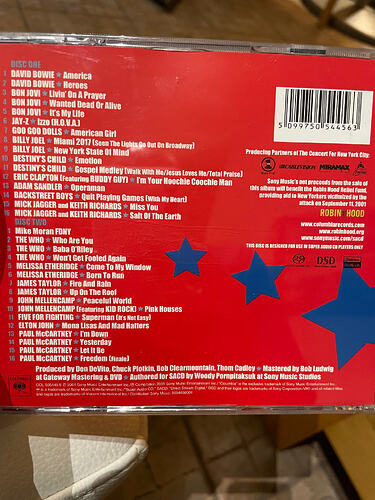 DISC ONE
1 DAVID BOWIE ★ America
2 DAVID BOWIE ★ Heroes
3 BON JOVI ★ Livin' On A Prayer
4 BON JOVI ★ Wanted Dead Or Alive
5 BON JOVI ★ It's My Life
6 JAY-Z ★ Izzo (H.O.V.A.)
7 GOO GOO DOLLS ★ American Girl
8 BILLY JOEL ★ Miami 2017 (Seen The Lights Go Out On Broadway)
9 BILLY JOEL ★ New York State Of Mind
10 DESTINY'S CHILD ★ Emotion
11 DESTINY'S CHILD ★ Gospel Medley (Walk With Me/Jesus Loves Me/Total Praise)
12 ERIC CLAPTON (Featuring BUDDY GUY) ★ I'm Your Hoochie Coochie Man
13 ADAM SANDLER ★ Operaman
14 BACKSTREET BOYS ★ Quit Playing Games (With My Heart)
15 MICK JAGGER and KEITH RICHARDS ★ Miss You
16 MICK JAGGER and KEITH RICHARDS ★ Salt Of The Earth
DISC TWO
1 Mike Moran FDNY
2 THE WHO ★ Who Are You
3 THE WHO ★ Baba O'Riley
4 THE WHO ★ Won't Get Fooled Again
5 MELISSA ETHERIDGE ★ Come To My Window
6 MELISSA ETHERIDGE ★ Born To Run
7 JAMES TAYLOR ★ Fire And Rain
8 JAMES TAYLOR ★ Up On The Roof
9 JOHN MELLENCAMP ★ Peaceful World
10 JOHN MELLENCAMP (Featuring KID ROCK) ★ Pink Houses
11 FIVE FOR FIGHTING ★ Superman (It's Not Easy)
12 ELTON JOHN ★ Mona Lisas And Mad Hatters
13 PAUL McCARTNEY ★ I'm Down
14 PAUL McCARTNEY ★ Yesterday
15 PAUL McCARTNEY ★ Let It Be
16 PAUL McCARTNEY ★ Freedom (Finale)
Produced by Don DeVito, Chuck Plotkin, Bob Clearmountain, Thom Cadley ★ Mastered by Bob Ludwig
at Gateway Mastering & DVD ★ Authored for SACD by Woody Pornpitaksuk at Sony Music Studios
5 099750 544563
Producing Partners of The Concert For New York City:
CABLEVISION MIRAMAX
Sony Music's net proceeds from the sale of
this album will benefit the Robin Hood Relief Fund,
providing aid to New Yorkers victimized by the
attack on September 11, 2001
ROBIN HOOD
www.columbiarecords.com
www.robinhood.org
www.sonymusic.com/sacd
THIS DISC IS DESIGNED FOR USE IN SUPER AUDIO CD PLAYERS ONLY
DSD